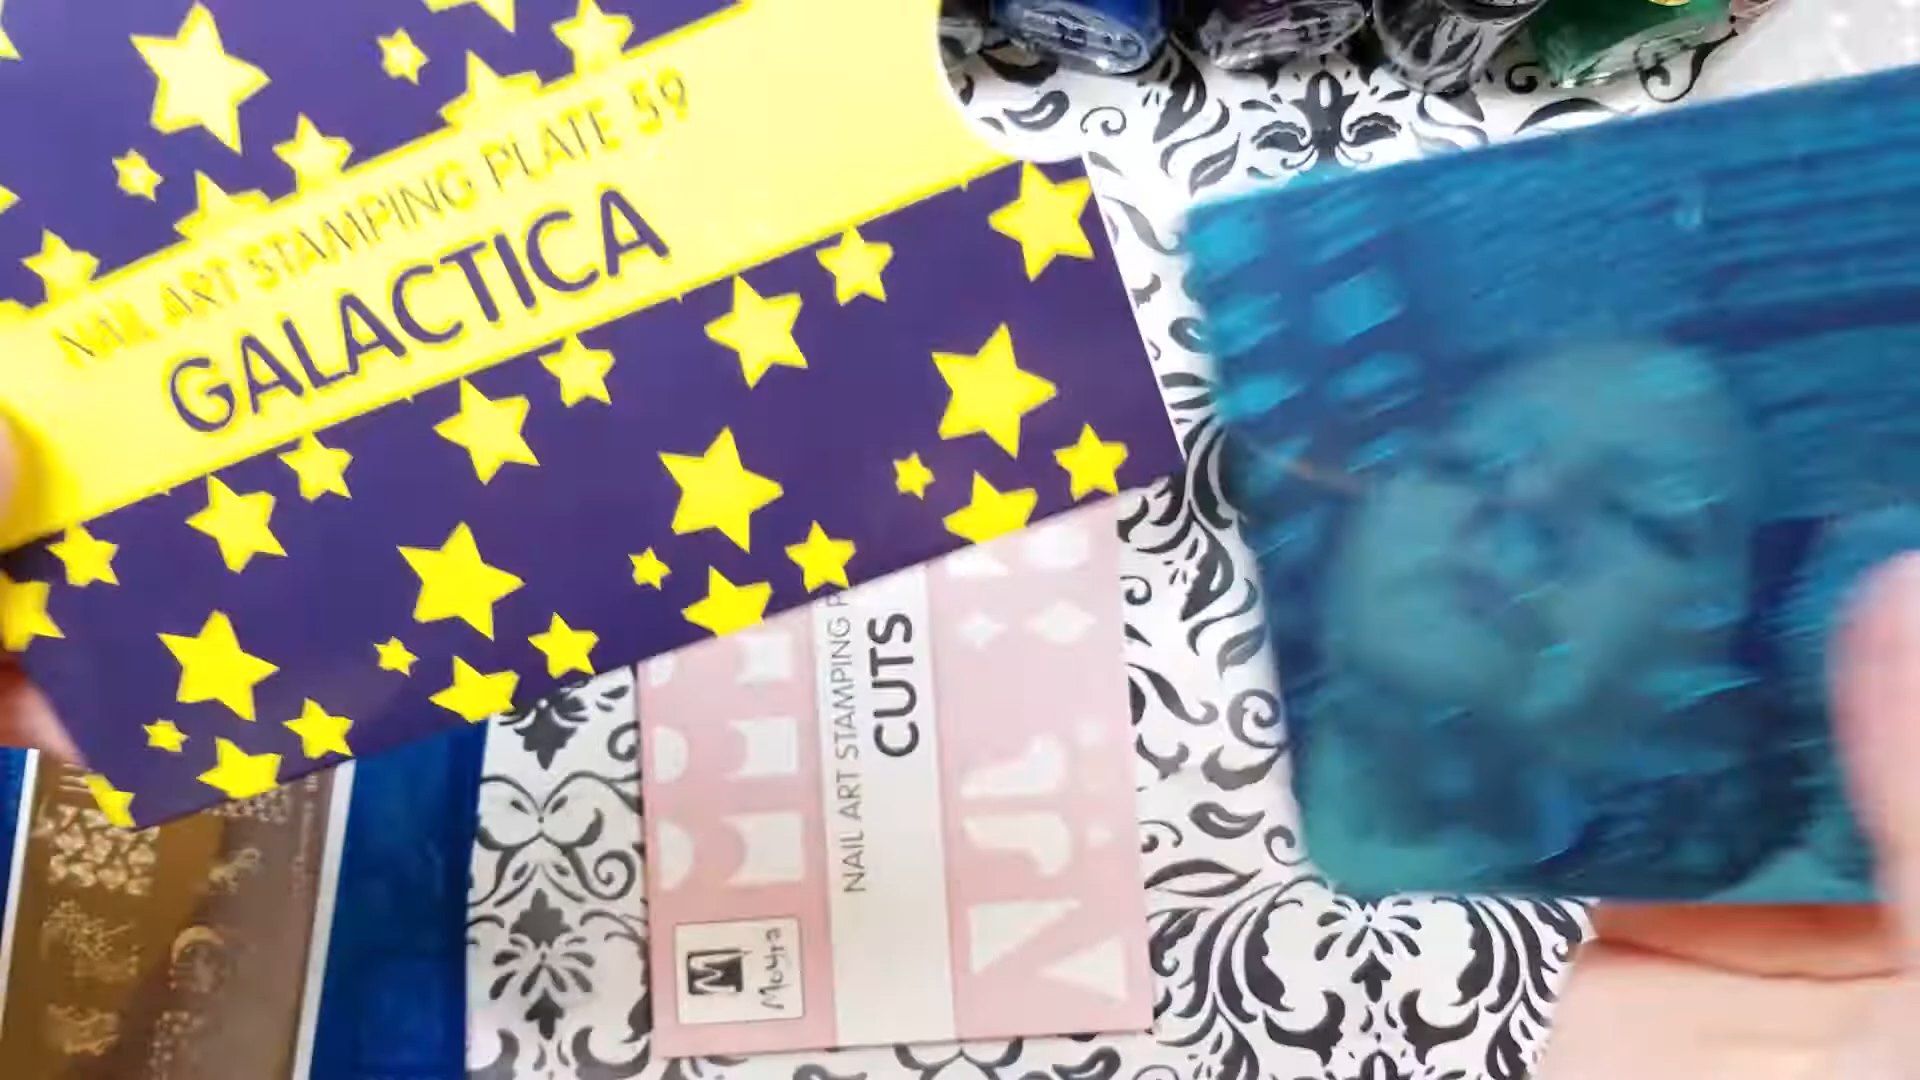 NAIL ART STAMPING PLATE 59
GALACTICA
NAIL ART STAMPING
CUTS
M
Moyra